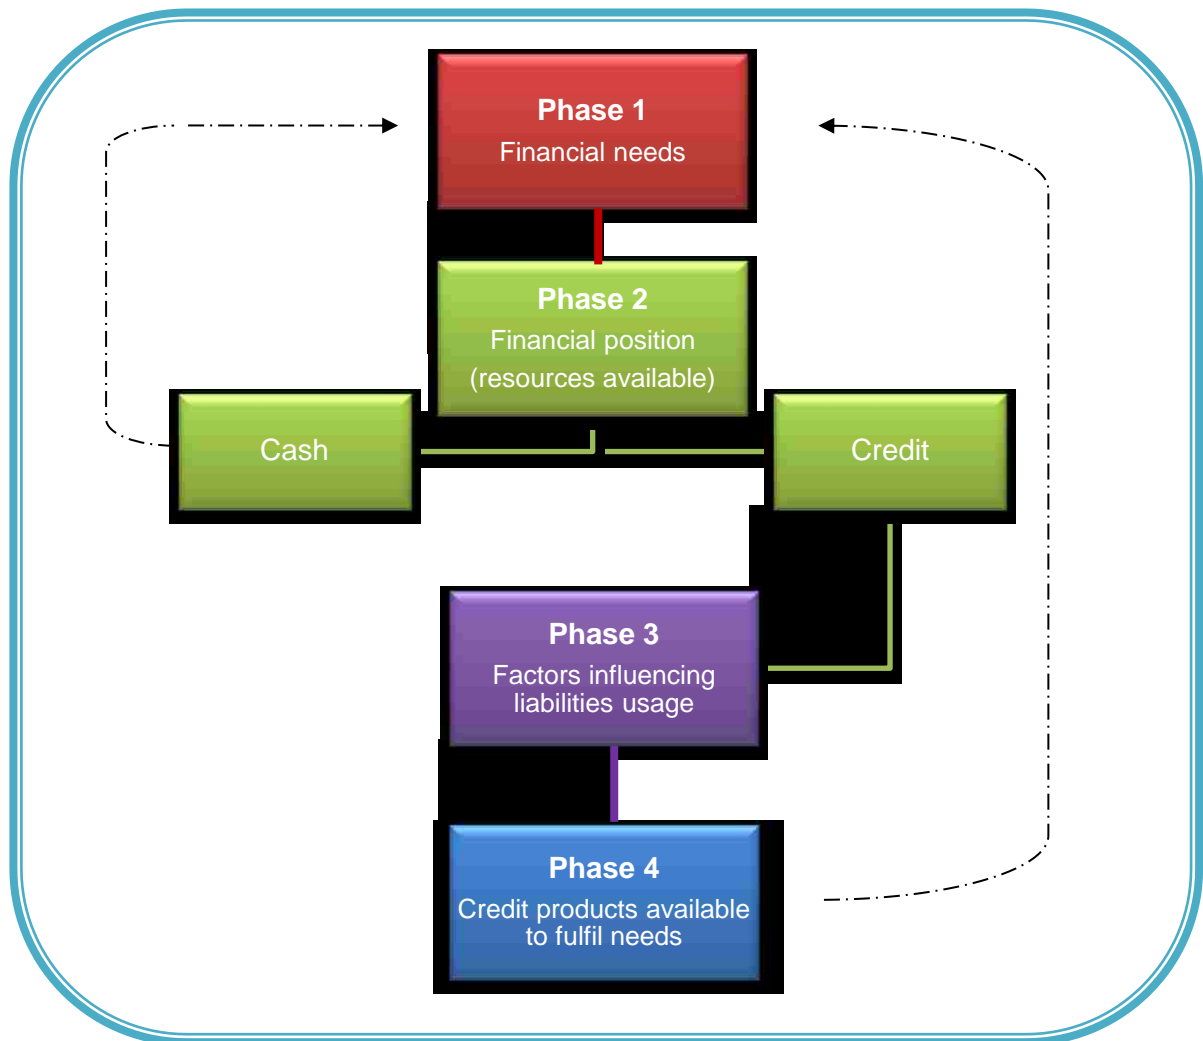 Phase 1
Financial needs
Phase 2
Financial position
(resources available)
Cash
Credit
Phase 3
Factors influencing
liabilities usage
Phase 4
Credit products available
to fulfil needs